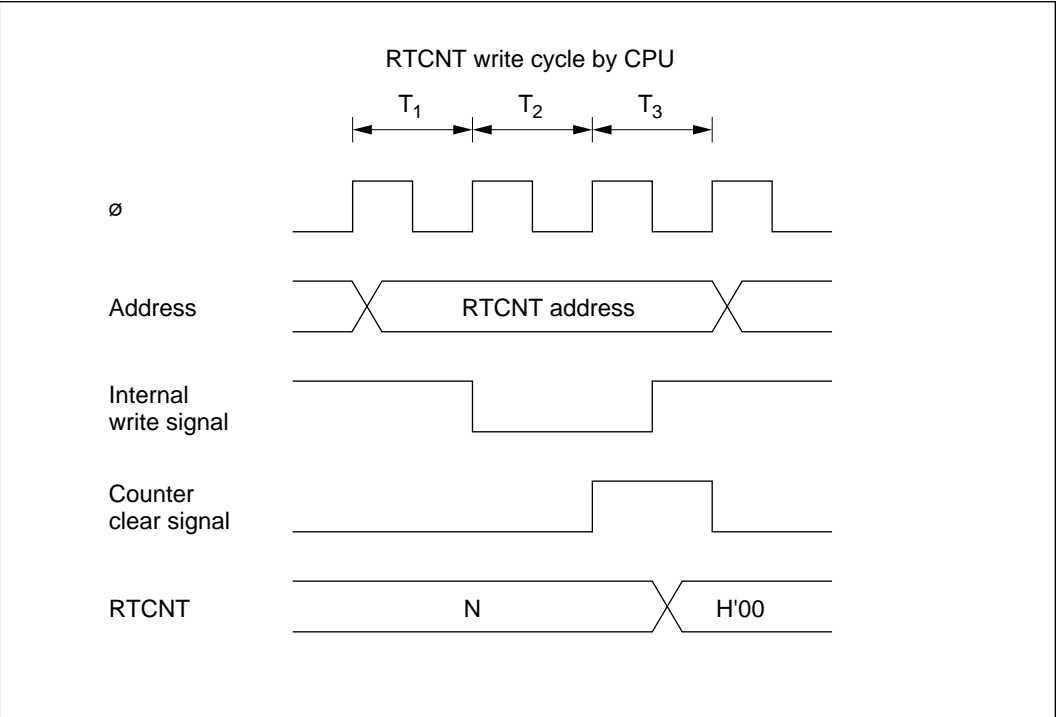 RTCNT write cycle by CPU
T1 T2 T3
ø
Address RTCNT address
Internal
write signal
Counter
clear signal
RTCNT N H'00